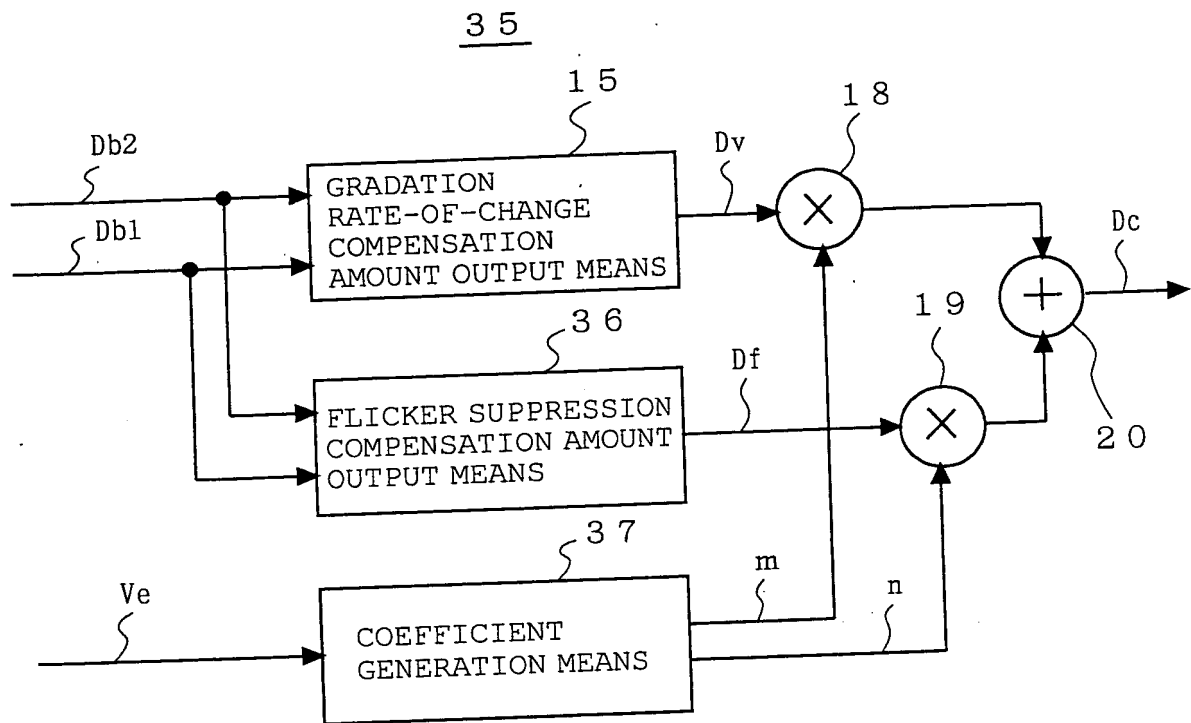 35
15
18
Db2
Dv
GRADATION
RATE-OF-CHANGE
COMPENSATION
AMOUNT OUTPUT MEANS
Db1
Dc
×
+
36
19
Df
FLICKER SUPPRESSION
COMPENSATION AMOUNT
OUTPUT MEANS
×
20
37
m
n
Ve
COEFFICIENT
GENERATION MEANS